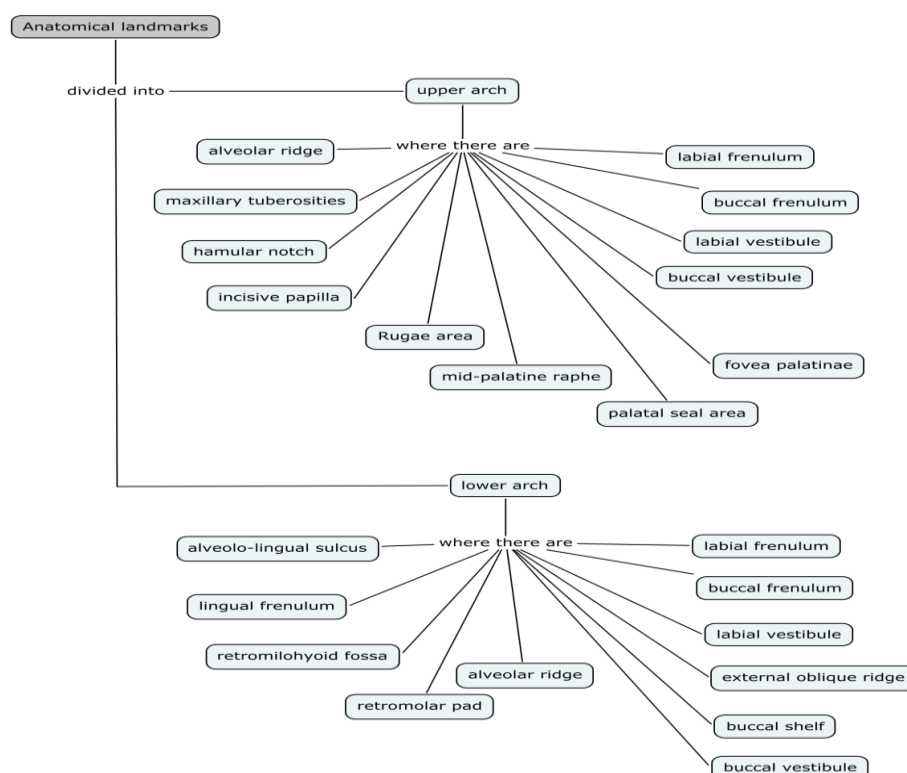 Anatomical landmarks
divided into
upper arch
where there are
alveolar ridge
labial frenulum
maxillary tuberosities
buccal frenulum
hamular notch
labial vestibule
buccal vestibule
incisive papilla
Rugae area
mid-palatine raphe
fovea palatinae
palatal seal area
lower arch
where there are
alveolo-lingual sulcus
labial frenulum
lingual frenulum
buccal frenulum
labial vestibule
retromilohyoid fossa
alveolar ridge
external oblique ridge
retromolar pad
buccal shelf
buccal vestibule